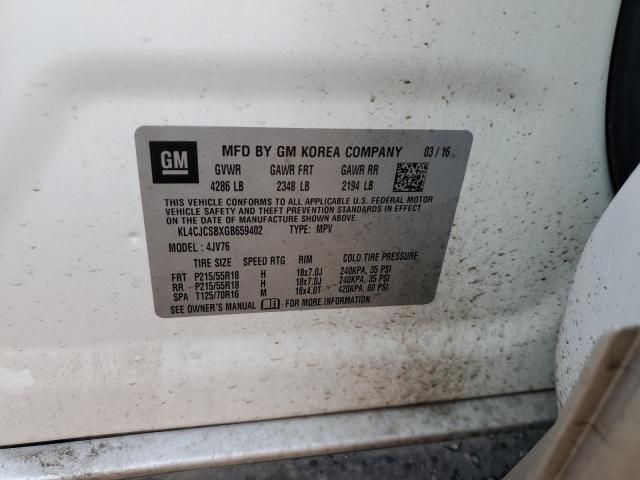 GM
MFD BY GM KOREA COMPANY 03/16
GVWR GAWR FRT GAWR RR
4286 LB 2348 LB 2194 LB
THIS VEHICLE CONFORMS TO ALL APPLICABLE U.S. FEDERAL MOTOR
VEHICLE SAFETY, BUMPER, AND THEFT PREVENTION STANDARDS IN EFFECT ON THE
DATE OF MANUFACTURE SHOWN ABOVE.
KL4CJCSBXGB659402 TYPE: MPV
MODEL: 4JV76
TIRE SIZE SPEED RTG RIM COLD TIRE PRESSURE
FRT P215/55R18 H 18x7.0J 240KPA, 35 PSI
RR P215/55R18 H 18x7.0J 240KPA, 35 PSI
SPA T125/70R16 M 16x4.0T 420KPA, 60 PSI
SEE OWNER'S MANUAL FOR MORE INFORMATION.